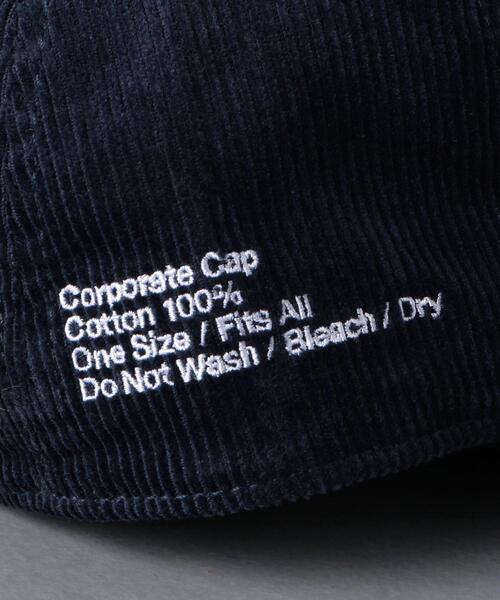 Corporate Cap
Cotton 100%
One Size / Fits All
Do Not Wash / Bleach / Dry